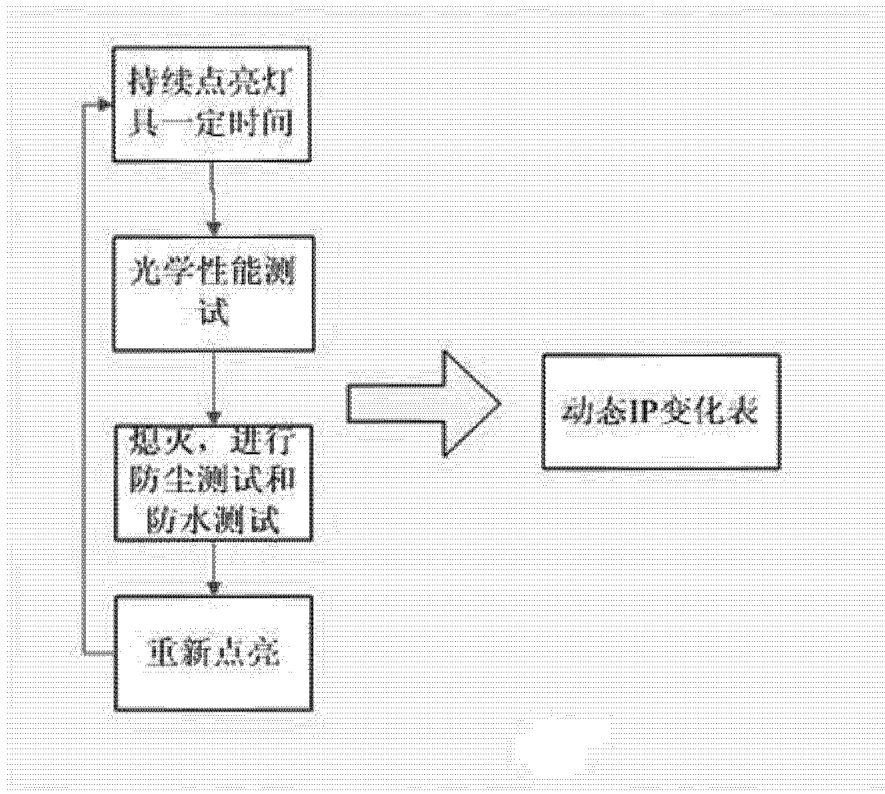 持续点亮灯
具一定时间
光学性能测
试
熄灭，进行
防尘测试和
防水测试
重新点亮
动态IP变化表